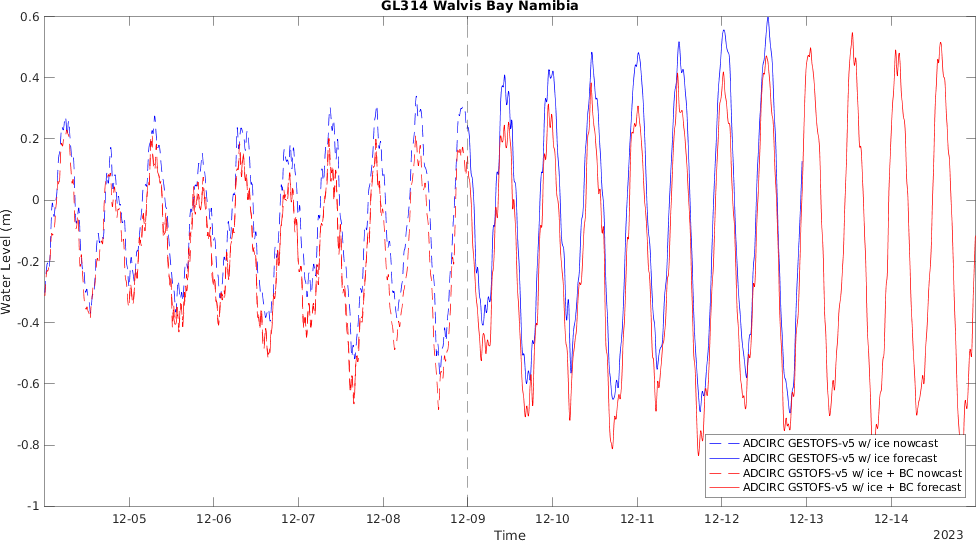 GL314 Walvis Bay Namibia
0.6
0.4
0.2
0
-0.2
-0.4
-0.6
-0.8
-1
Water Level (m)
12-05
12-06
12-07
12-08
12-09
12-10
12-11
12-12
12-13
12-14
Time
2023
ADCIRC GESTOFS-v5 w/ ice nowcast
ADCIRC GESTOFS-v5 w/ ice forecast
ADCIRC GSTOFS-v5 w/ ice + BC nowcast
ADCIRC GSTOFS-v5 w/ ice + BC forecast